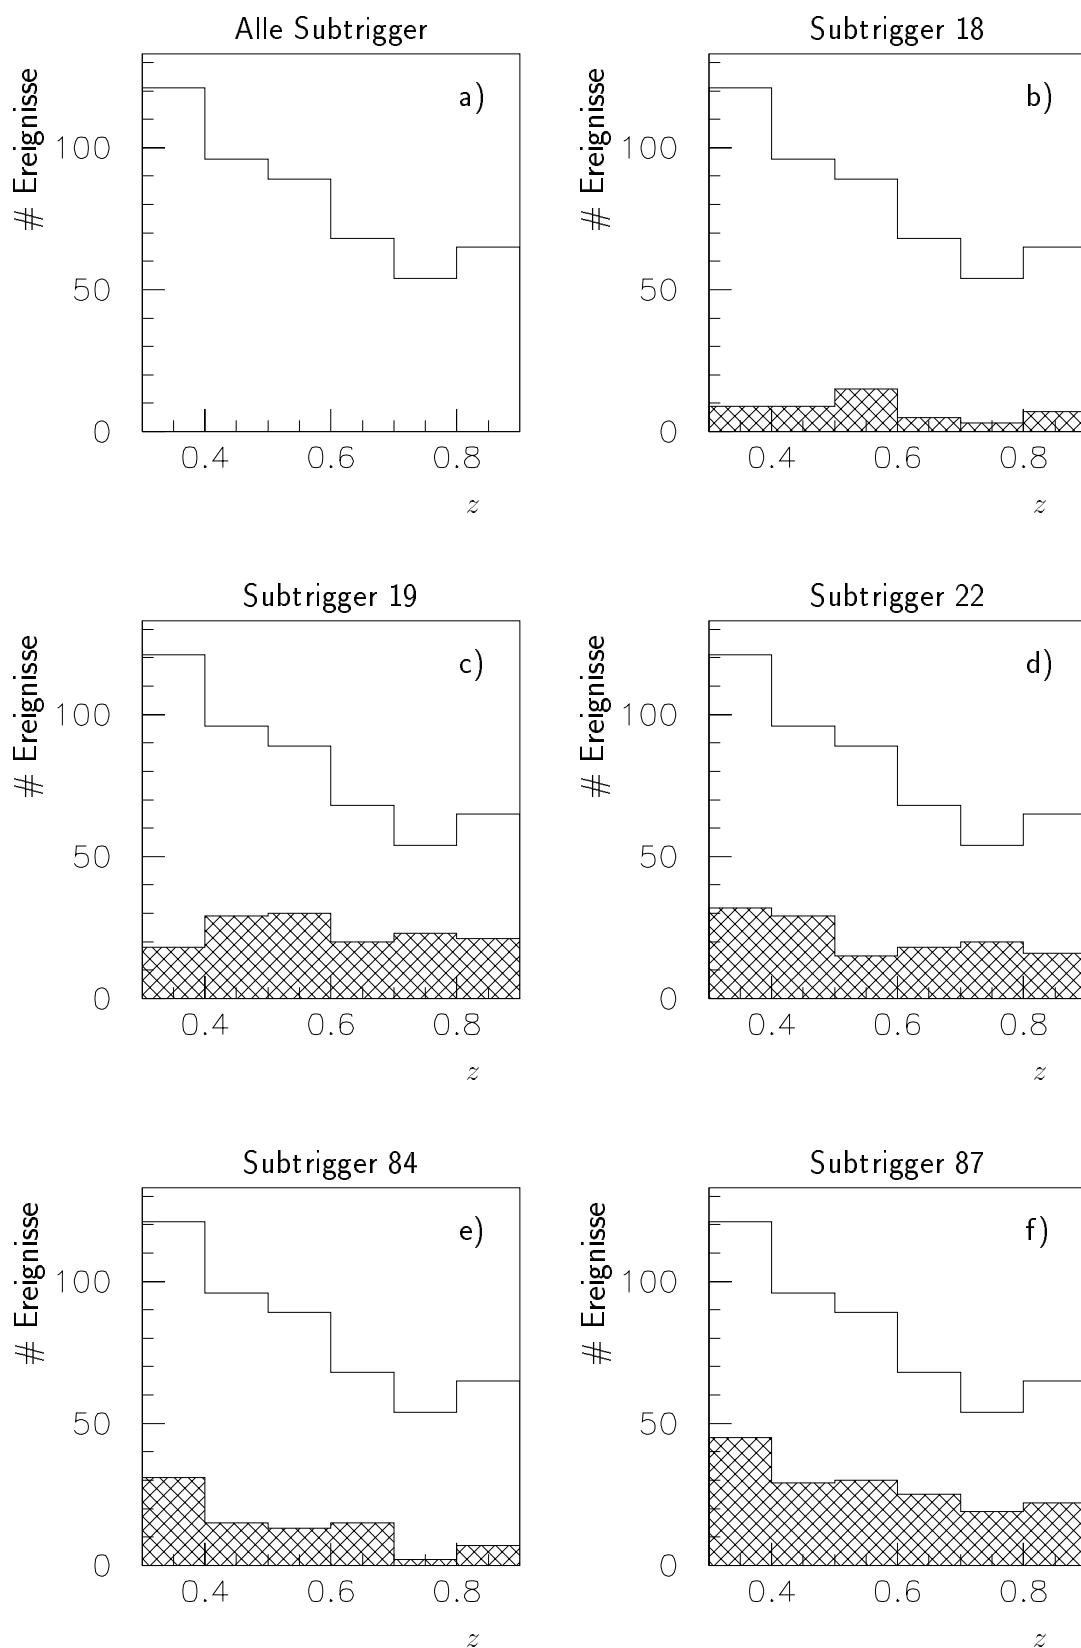 Alle Subtrigger
Subtrigger 18
# Ereignisse
100
50
0
a)
0.4 0.6 0.8
z
# Ereignisse
100
50
0
b)
0.4 0.6 0.8
z
Subtrigger 19
Subtrigger 22
# Ereignisse
100
50
0
c)
0.4 0.6 0.8
z
# Ereignisse
100
50
0
d)
0.4 0.6 0.8
z
Subtrigger 84
Subtrigger 87
# Ereignisse
100
50
0
e)
0.4 0.6 0.8
z
# Ereignisse
100
50
0
f)
0.4 0.6 0.8
z